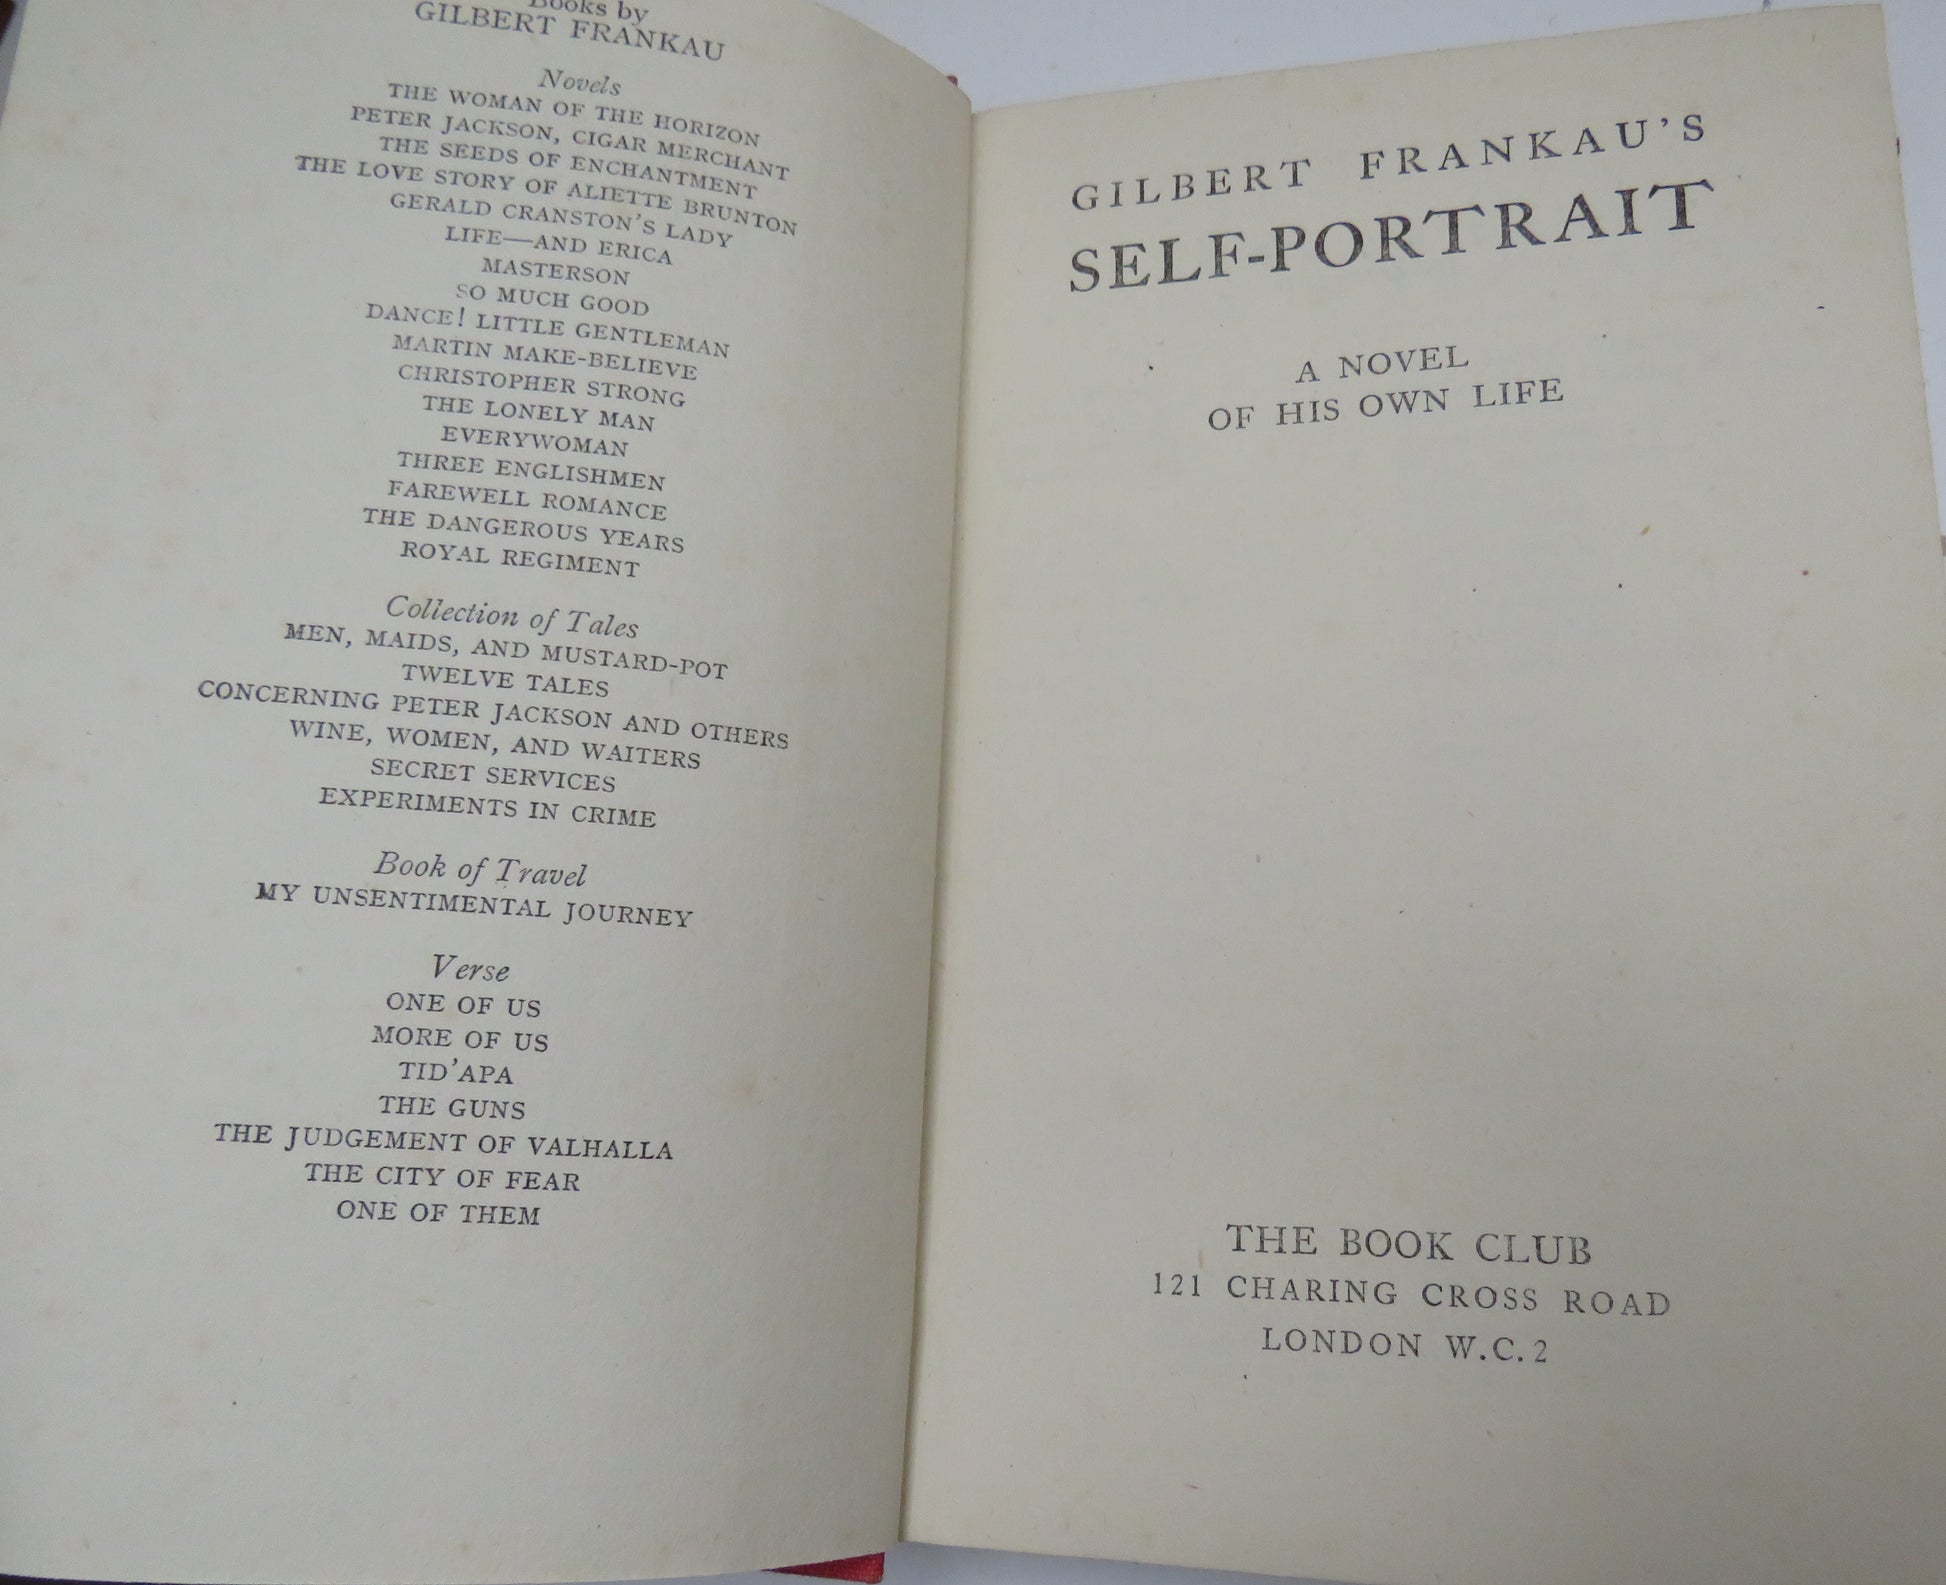 Books by
GILBERT FRANKAU
Novels
THE WOMAN OF THE HORIZON
PETER JACKSON, CIGAR MERCHANT
THE SEEDS OF ENCHANTMENT
THE LOVE STORY OF ALIETTE BRUNTON
GERALD CRANSTON'S LADY
LIFE—AND ERICA
MASTERSON
SO MUCH GOOD
DANCE! LITTLE GENTLEMAN
MARTIN MAKE-BELIEVE
CHRISTOPHER STRONG
THE LONELY MAN
EVERYWOMAN
THREE ENGLISHMEN
FAREWELL ROMANCE
THE DANGEROUS YEARS
ROYAL REGIMENT
Collection of Tales
MEN, MAIDS, AND MUSTARD-POT
TWELVE TALES
CONCERNING PETER JACKSON AND OTHERS
WINE, WOMEN, AND WAITERS
SECRET SERVICES
EXPERIMENTS IN CRIME
Book of Travel
MY UNSENTIMENTAL JOURNEY
Verse
ONE OF US
MORE OF US
TID'APA
THE GUNS
THE JUDGEMENT OF VALHALLA
THE CITY OF FEAR
ONE OF THEM
GILBERT FRANKAU'S
SELF-PORTRAIT
A NOVEL
OF HIS OWN LIFE
THE BOOK CLUB
121 CHARING CROSS ROAD
LONDON W.C.2